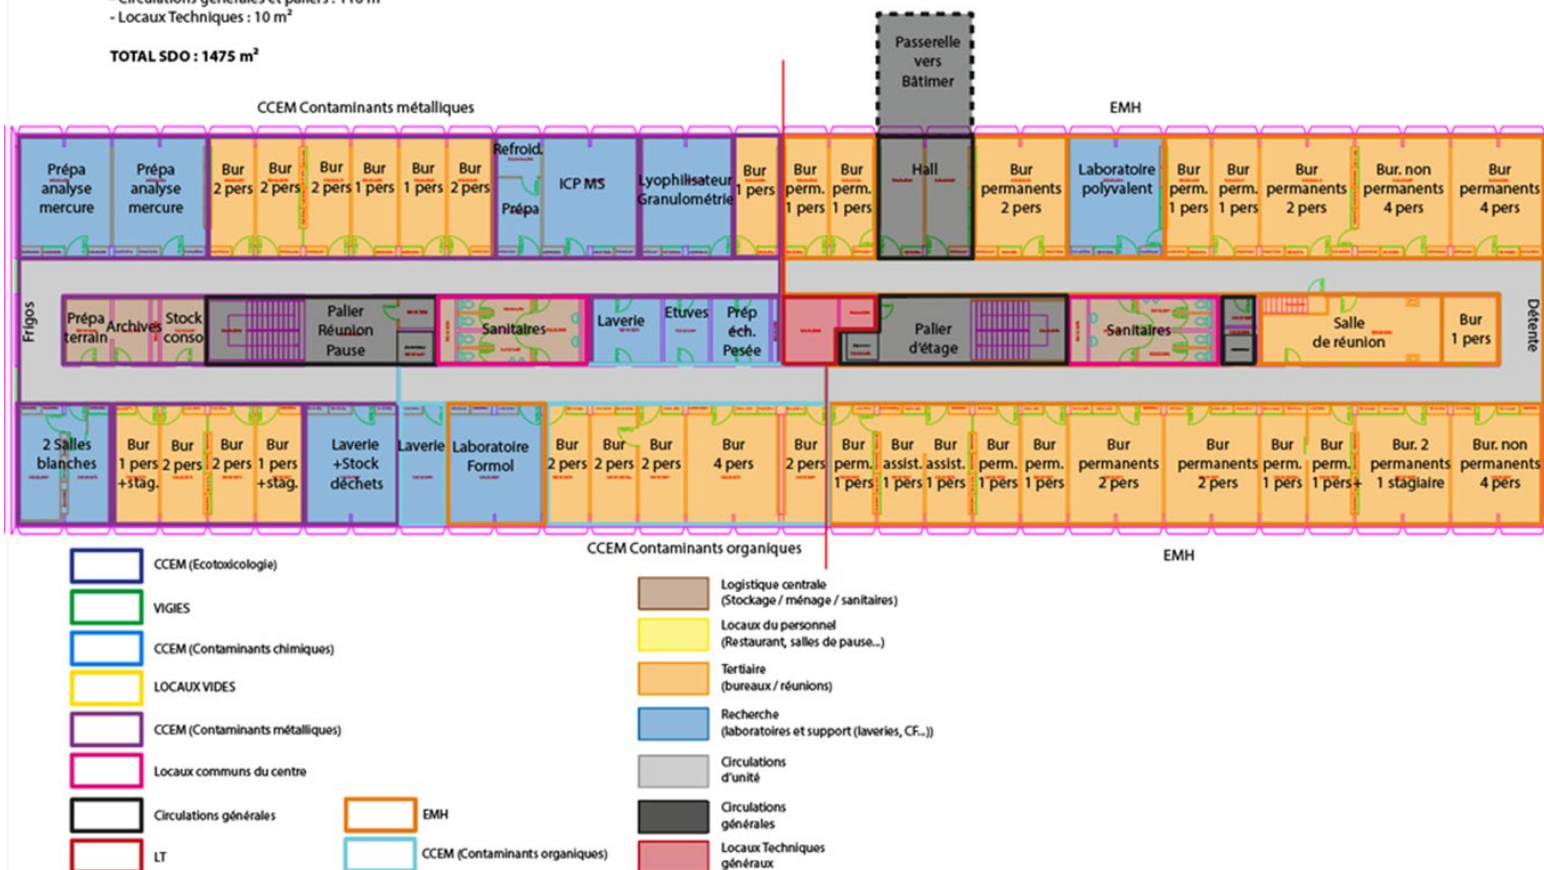 - Circulations générales et paliers : 110 m²
- Locaux Techniques : 10 m²
TOTAL SDO : 1475 m²
Passerelle
vers
Bâtimer
CCEM Contaminants métalliques
EMH
Prépa
analyse
mercure
Prépa
analyse
mercure
Bur
2 pers
Bur
2 pers
Bur
2 pers
Bur
1 pers
Bur
1 pers
Bur
2 pers
Refroid.
Prépa
ICP MS
Lyophilisateur
Granulométrie
Bur
1 pers
Bur
perm.
1 pers
Bur
perm.
1 pers
Hall
Bur
permanents
2 pers
Laboratoire
polyvalent
Bur
perm.
1 pers
Bur
perm.
1 pers
Bur
permanents
2 pers
Bur. non
permanents
4 pers
Bur
permanents
4 pers
Frigos
Prépa
terrain
Archives
Stock
conso
Palier
Réunion
Pause
Sanitaires
Laverie
Etuves
Prép
éch.
Pesée
Palier
d'étage
Sanitaires
Salle
de réunion
Bur
1 pers
Détente
2 Salles
blanches
Bur
1 pers
+stag.
Bur
2 pers
Bur
2 pers
Bur
1 pers
+stag.
Laverie
+Stock
déchets
Laverie
Laboratoire
Formol
Bur
2 pers
Bur
2 pers
Bur
2 pers
Bur
4 pers
Bur
2 pers
Bur
perm.
1 pers
Bur
assist.
1 pers
Bur
assist.
1 pers
Bur
perm.
1 pers
Bur
perm.
1 pers
Bur
permanents
2 pers
Bur
permanents
2 pers
Bur
perm.
1 pers
Bur
perm.
1 pers+
Bur. 2
permanents
1 stagiaire
Bur. non
permanents
4 pers
CCEM Contaminants organiques
EMH
CCEM (Ecotoxicologie)
VIGIES
CCEM (Contaminants chimiques)
LOCAUX VIDES
CCEM (Contaminants métalliques)
Locaux communs du centre
Circulations générales
LT
EMH
CCEM (Contaminants organiques)
Logistique centrale
(Stockage / ménage / sanitaires)
Locaux du personnel
(Restaurant, salles de pause...)
Tertiaire
(bureaux / réunions)
Recherche
(laboratoires et support (laveries, CF...))
Circulations
d'unité
Circulations
générales
Locaux Techniques
généraux